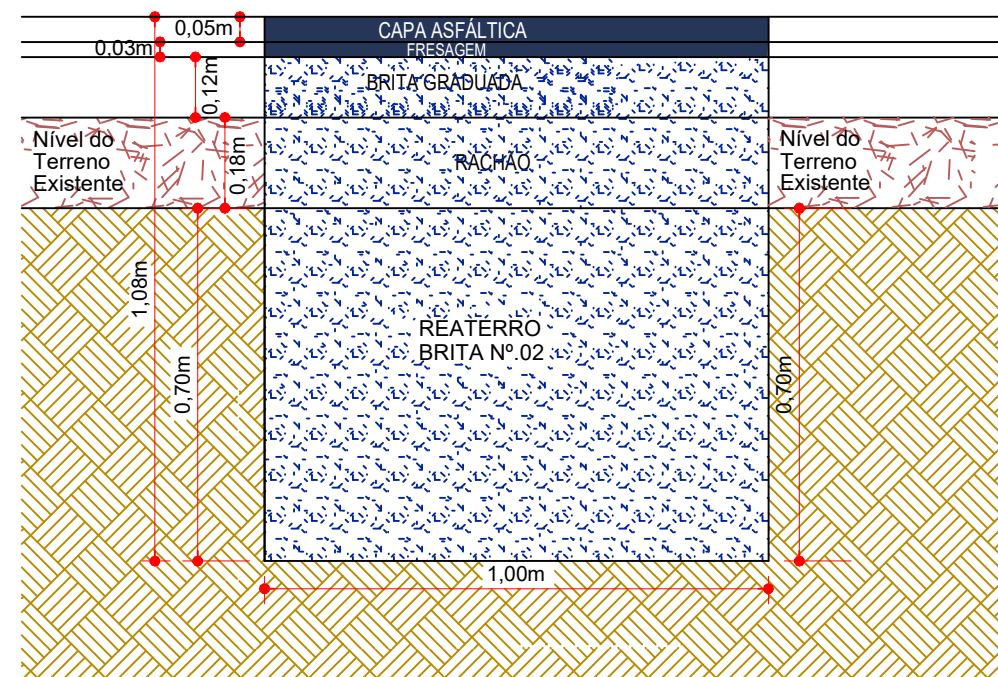 0,05m
CAPA ASFÁLTICA
0,03m
FRESAGEM
0,12m
BRITA GRADUADA
Nível do
Terreno
Existente
0,18m
RACHÃO
Nível do
Terreno
Existente
1,08m
0,70m
REATERRO
BRITA Nº.02
0,70m
1,00m